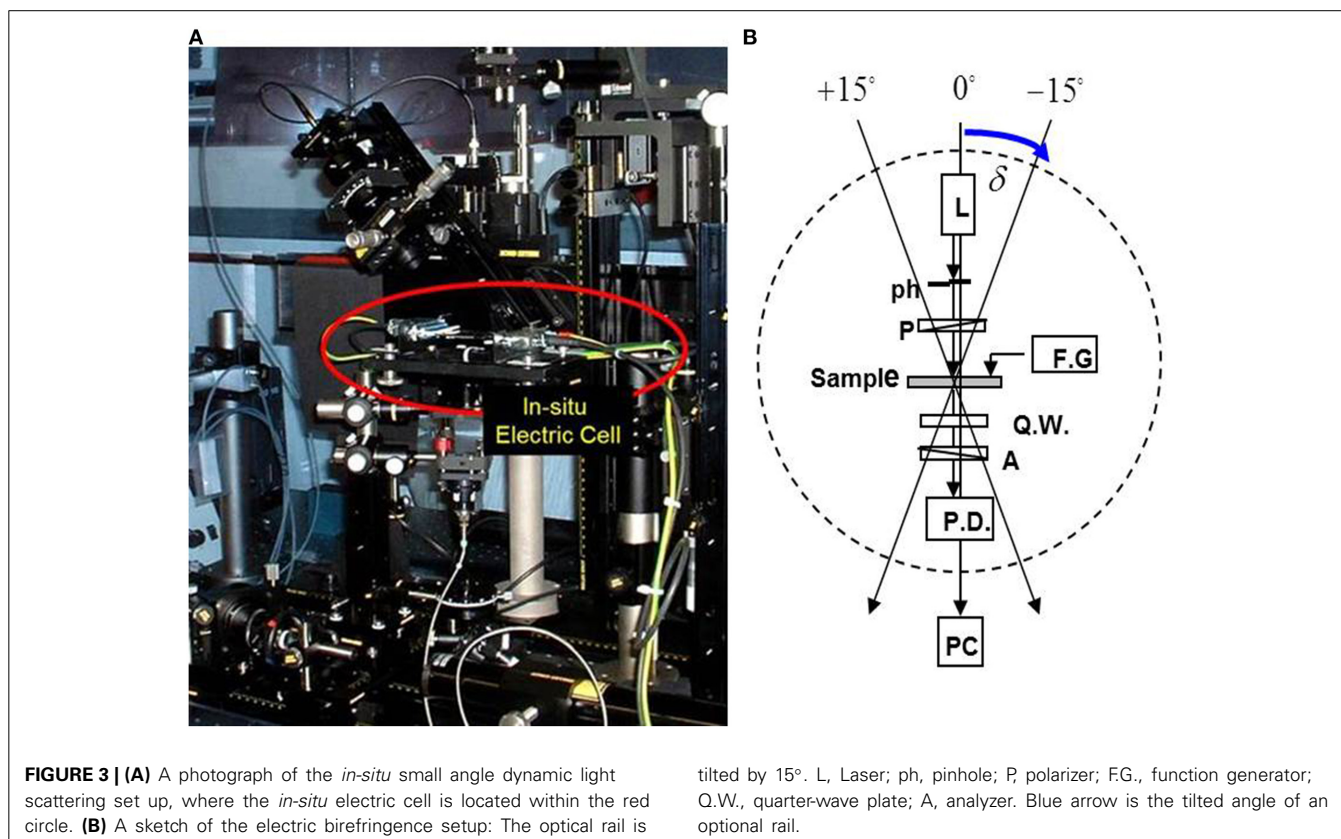 A
B
+15°
0°
−15°
δ
L
ph
P
F.G
Sample
Q.W.
A
P.D.
PC
In-situ
Electric Cell
FIGURE 3 | (A) A photograph of the in-situ small angle dynamic light
scattering set up, where the in-situ electric cell is located within the red
circle. (B) A sketch of the electric birefringence setup: The optical rail is
tilted by 15°. L, Laser; ph, pinhole; P, polarizer; F.G., function generator;
Q.W., quarter-wave plate; A, analyzer. Blue arrow is the tilted angle of an
optional rail.